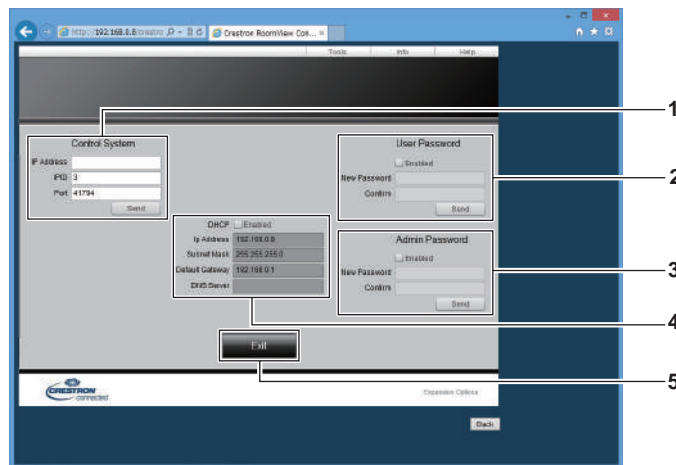 http://192.168.0.8/crestro
Crestron RoomView Con...
Tools Info Help
1
Control System
IP Address
IPID 3
Port 41794
Send
User Password
Enabled
New Password
Confirm
Send
2
DHCP Enabled
Ip Address 192.168.0.8
Subnet Mask 255.255.255.0
Default Gateway 192.168.0.1
DNS Server
Admin Password
Enabled
New Password
Confirm
Send
3
4
Exit
5
CRESTRON
connected
Expansion Options
Back